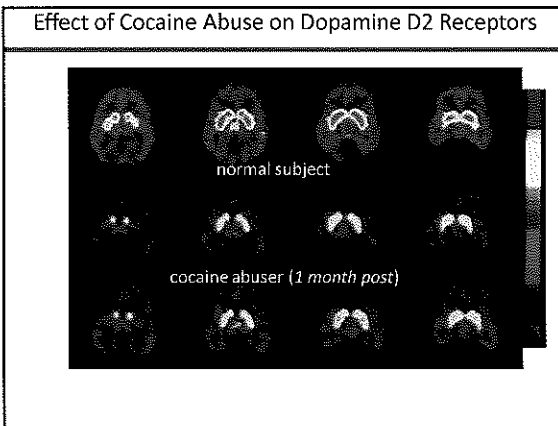 Effect of Cocaine Abuse on Dopamine D2 Receptors
normal subject
cocaine abuser (1 month post)